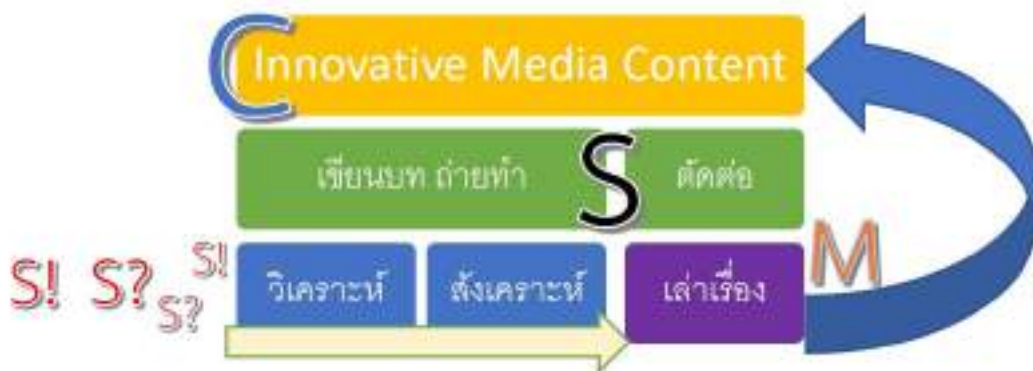 C Innovative Media Content
เขียนบท ถ่ายทำ S ตัดต่อ
S! S? S? S! วิเคราะห์ สังเคราะห์ เล่าเรื่อง M